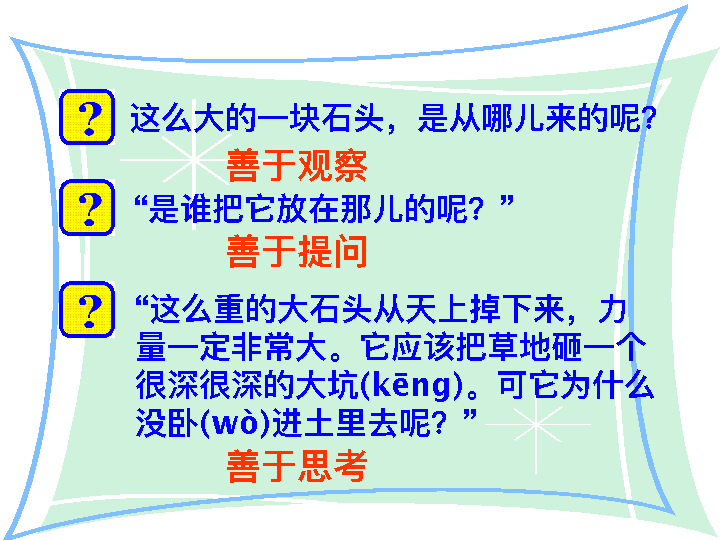 ? 这么大的一块石头，是从哪儿来的呢？
善于观察
? “是谁把它放在那儿的呢？”
善于提问
? “这么重的大石头从天上掉下来，力
量一定非常大。它应该把草地砸一个
很深很深的大坑(kēng)。可它为什么
没卧(wò)进土里去呢？”
善于思考